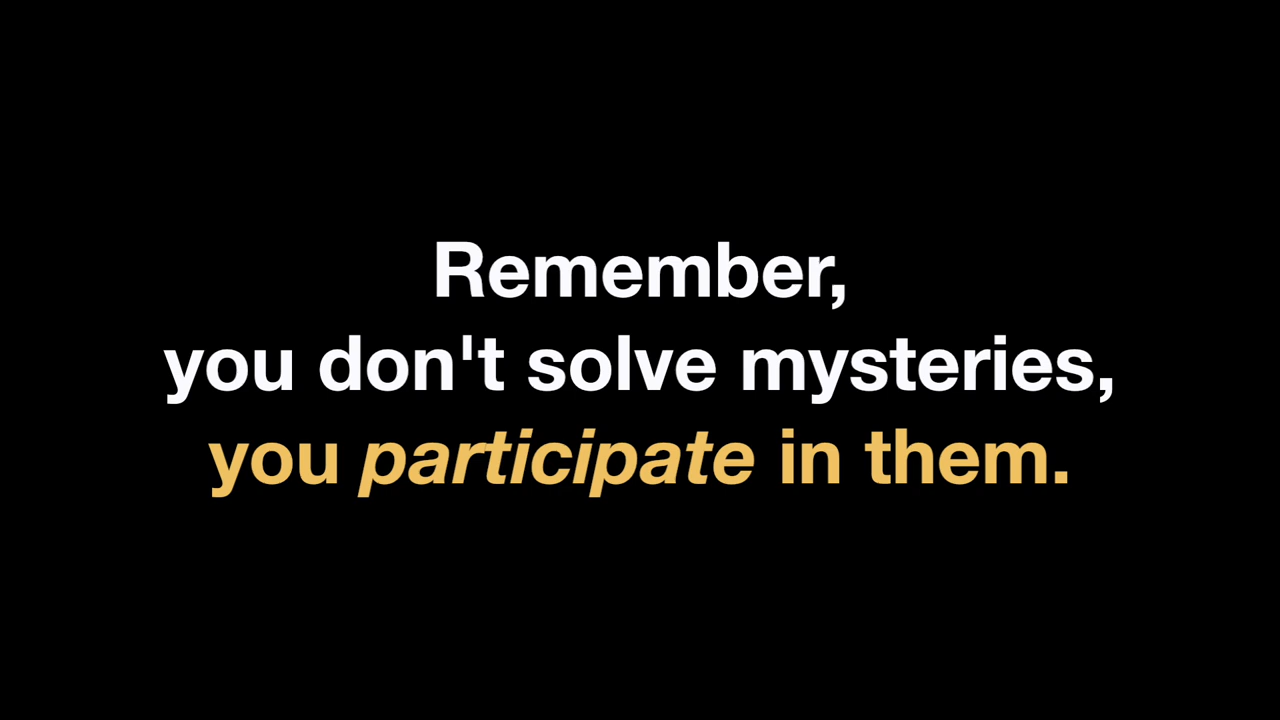 Remember,
you don't solve mysteries,
you participate in them.